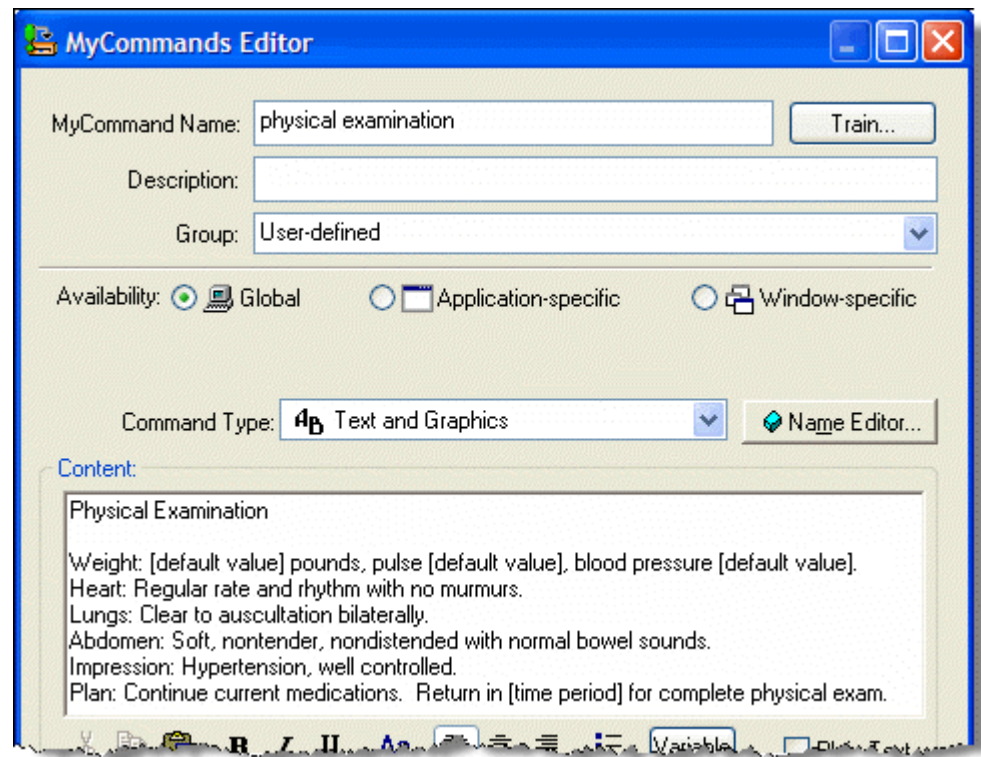 MyCommands Editor
MyCommand Name: physical examination Train...
Description:
Group: User-defined
Availability: Global Application-specific Window-specific
Command Type: Text and Graphics Name Editor...
Content:
Physical Examination
Weight: [default value] pounds, pulse [default value], blood pressure [default value].
Heart: Regular rate and rhythm with no murmurs.
Lungs: Clear to auscultation bilaterally.
Abdomen: Soft, nontender, nondistended with normal bowel sounds.
Impression: Hypertension, well controlled.
Plan: Continue current medications.  Return in [time period] for complete physical exam.
B I U Aa Variable Plain Text